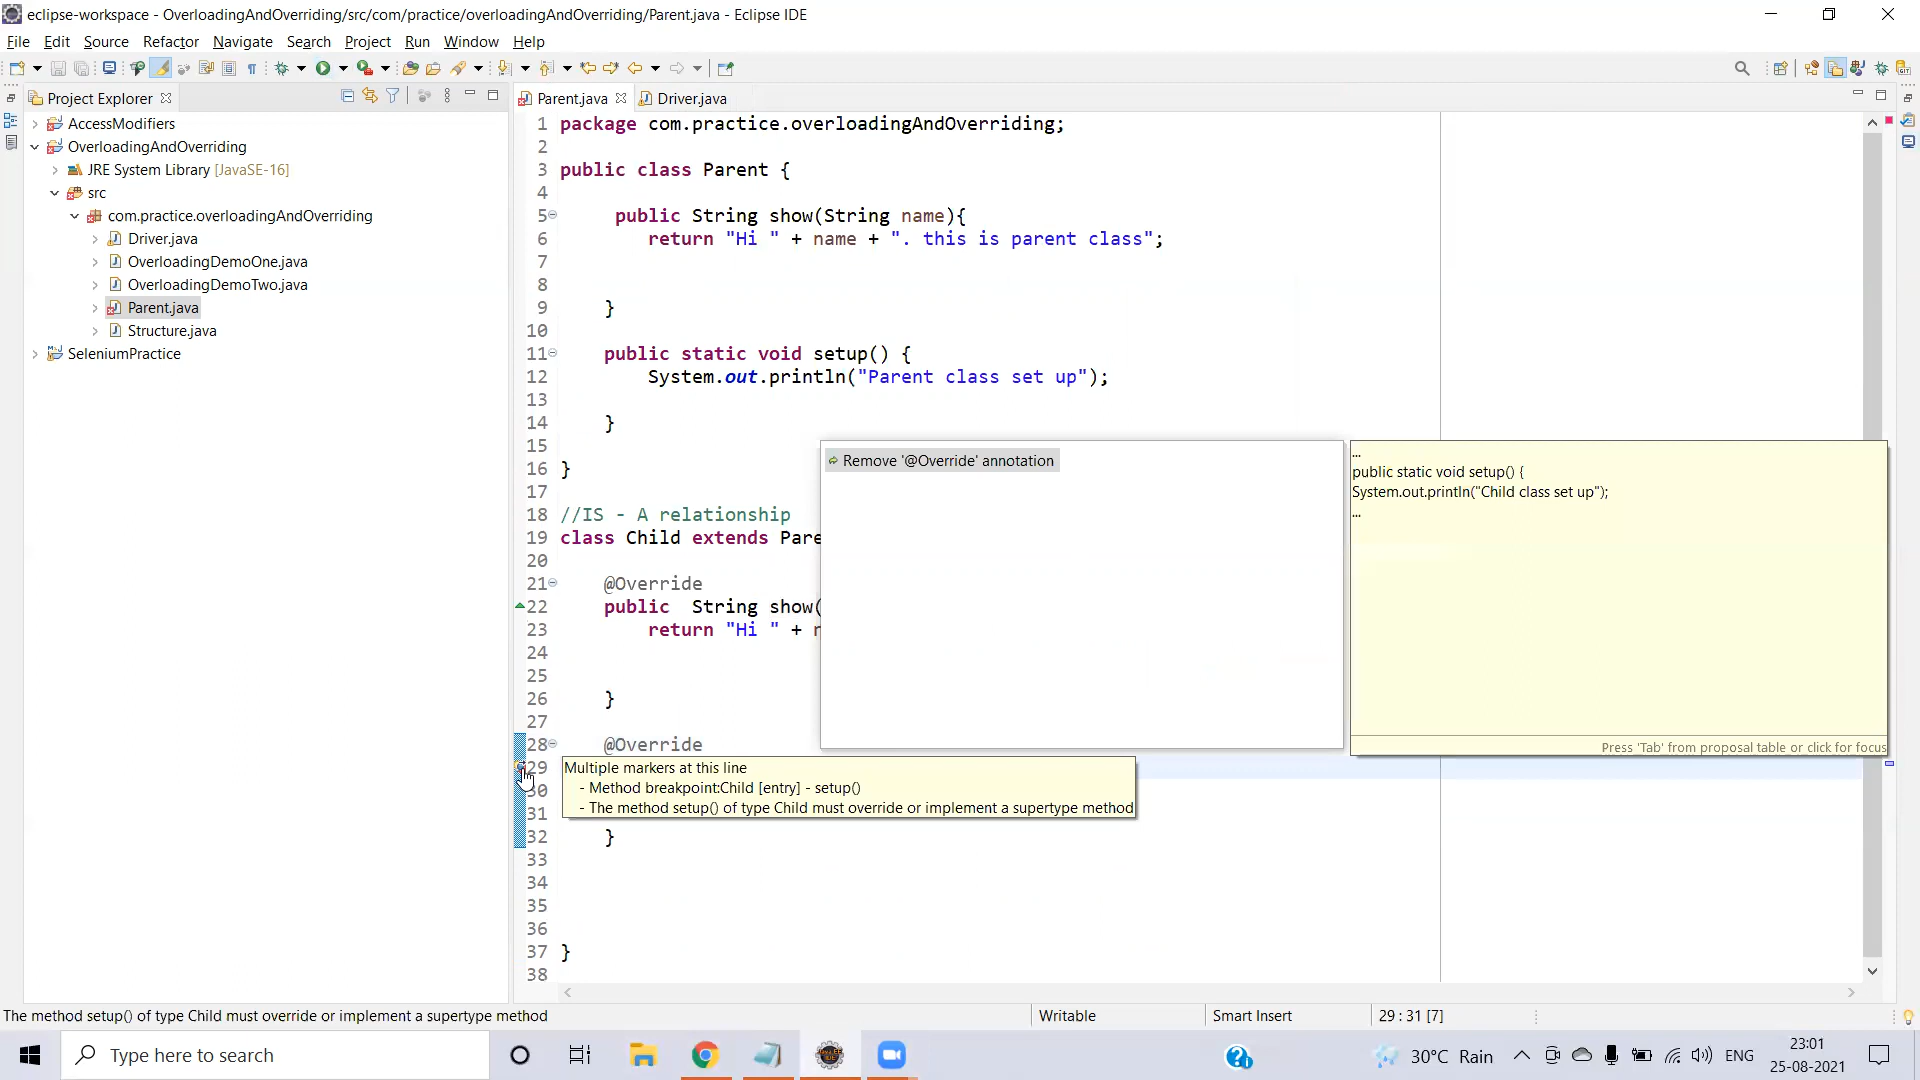 eclipse-workspace - OverloadingAndOverriding/src/com/practice/overloadingAndOverriding/Parent.java - Eclipse IDE
File Edit Source Refactor Navigate Search Project Run Window Help
Project Explorer
Parent.java
Driver.java
AccessModifiers
OverloadingAndOverriding
JRE System Library [JavaSE-16]
src
com.practice.overloadingAndOverriding
Driver.java
OverloadingDemoOne.java
OverloadingDemoTwo.java
Parent.java
Structure.java
SeleniumPractice
1 package com.practice.overloadingAndOverriding;
2
3 public class Parent {
4
5 public String show(String name){
6 return "Hi " + name + ". this is parent class";
7
8
9 }
10
11 public static void setup() {
12 System.out.println("Parent class set up");
13
14 }
15
16 }
17
18 //IS - A relationship
19 class Child extends Pare
20
21 @Override
22 public String show(
23 return "Hi " +
24
25
26 }
27
28 @Override
29
30
31
32 }
33
34
35
36
37 }
38
Remove '@Override' annotation
...
public static void setup() {
System.out.println("Child class set up");
...
Press 'Tab' from proposal table or click for focus
Multiple markers at this line
- Method breakpoint:Child [entry] - setup()
- The method setup() of type Child must override or implement a supertype method
The method setup() of type Child must override or implement a supertype method
Writable
Smart Insert
29 : 31 [7]
Type here to search
30°C Rain
ENG
23:01
25-08-2021